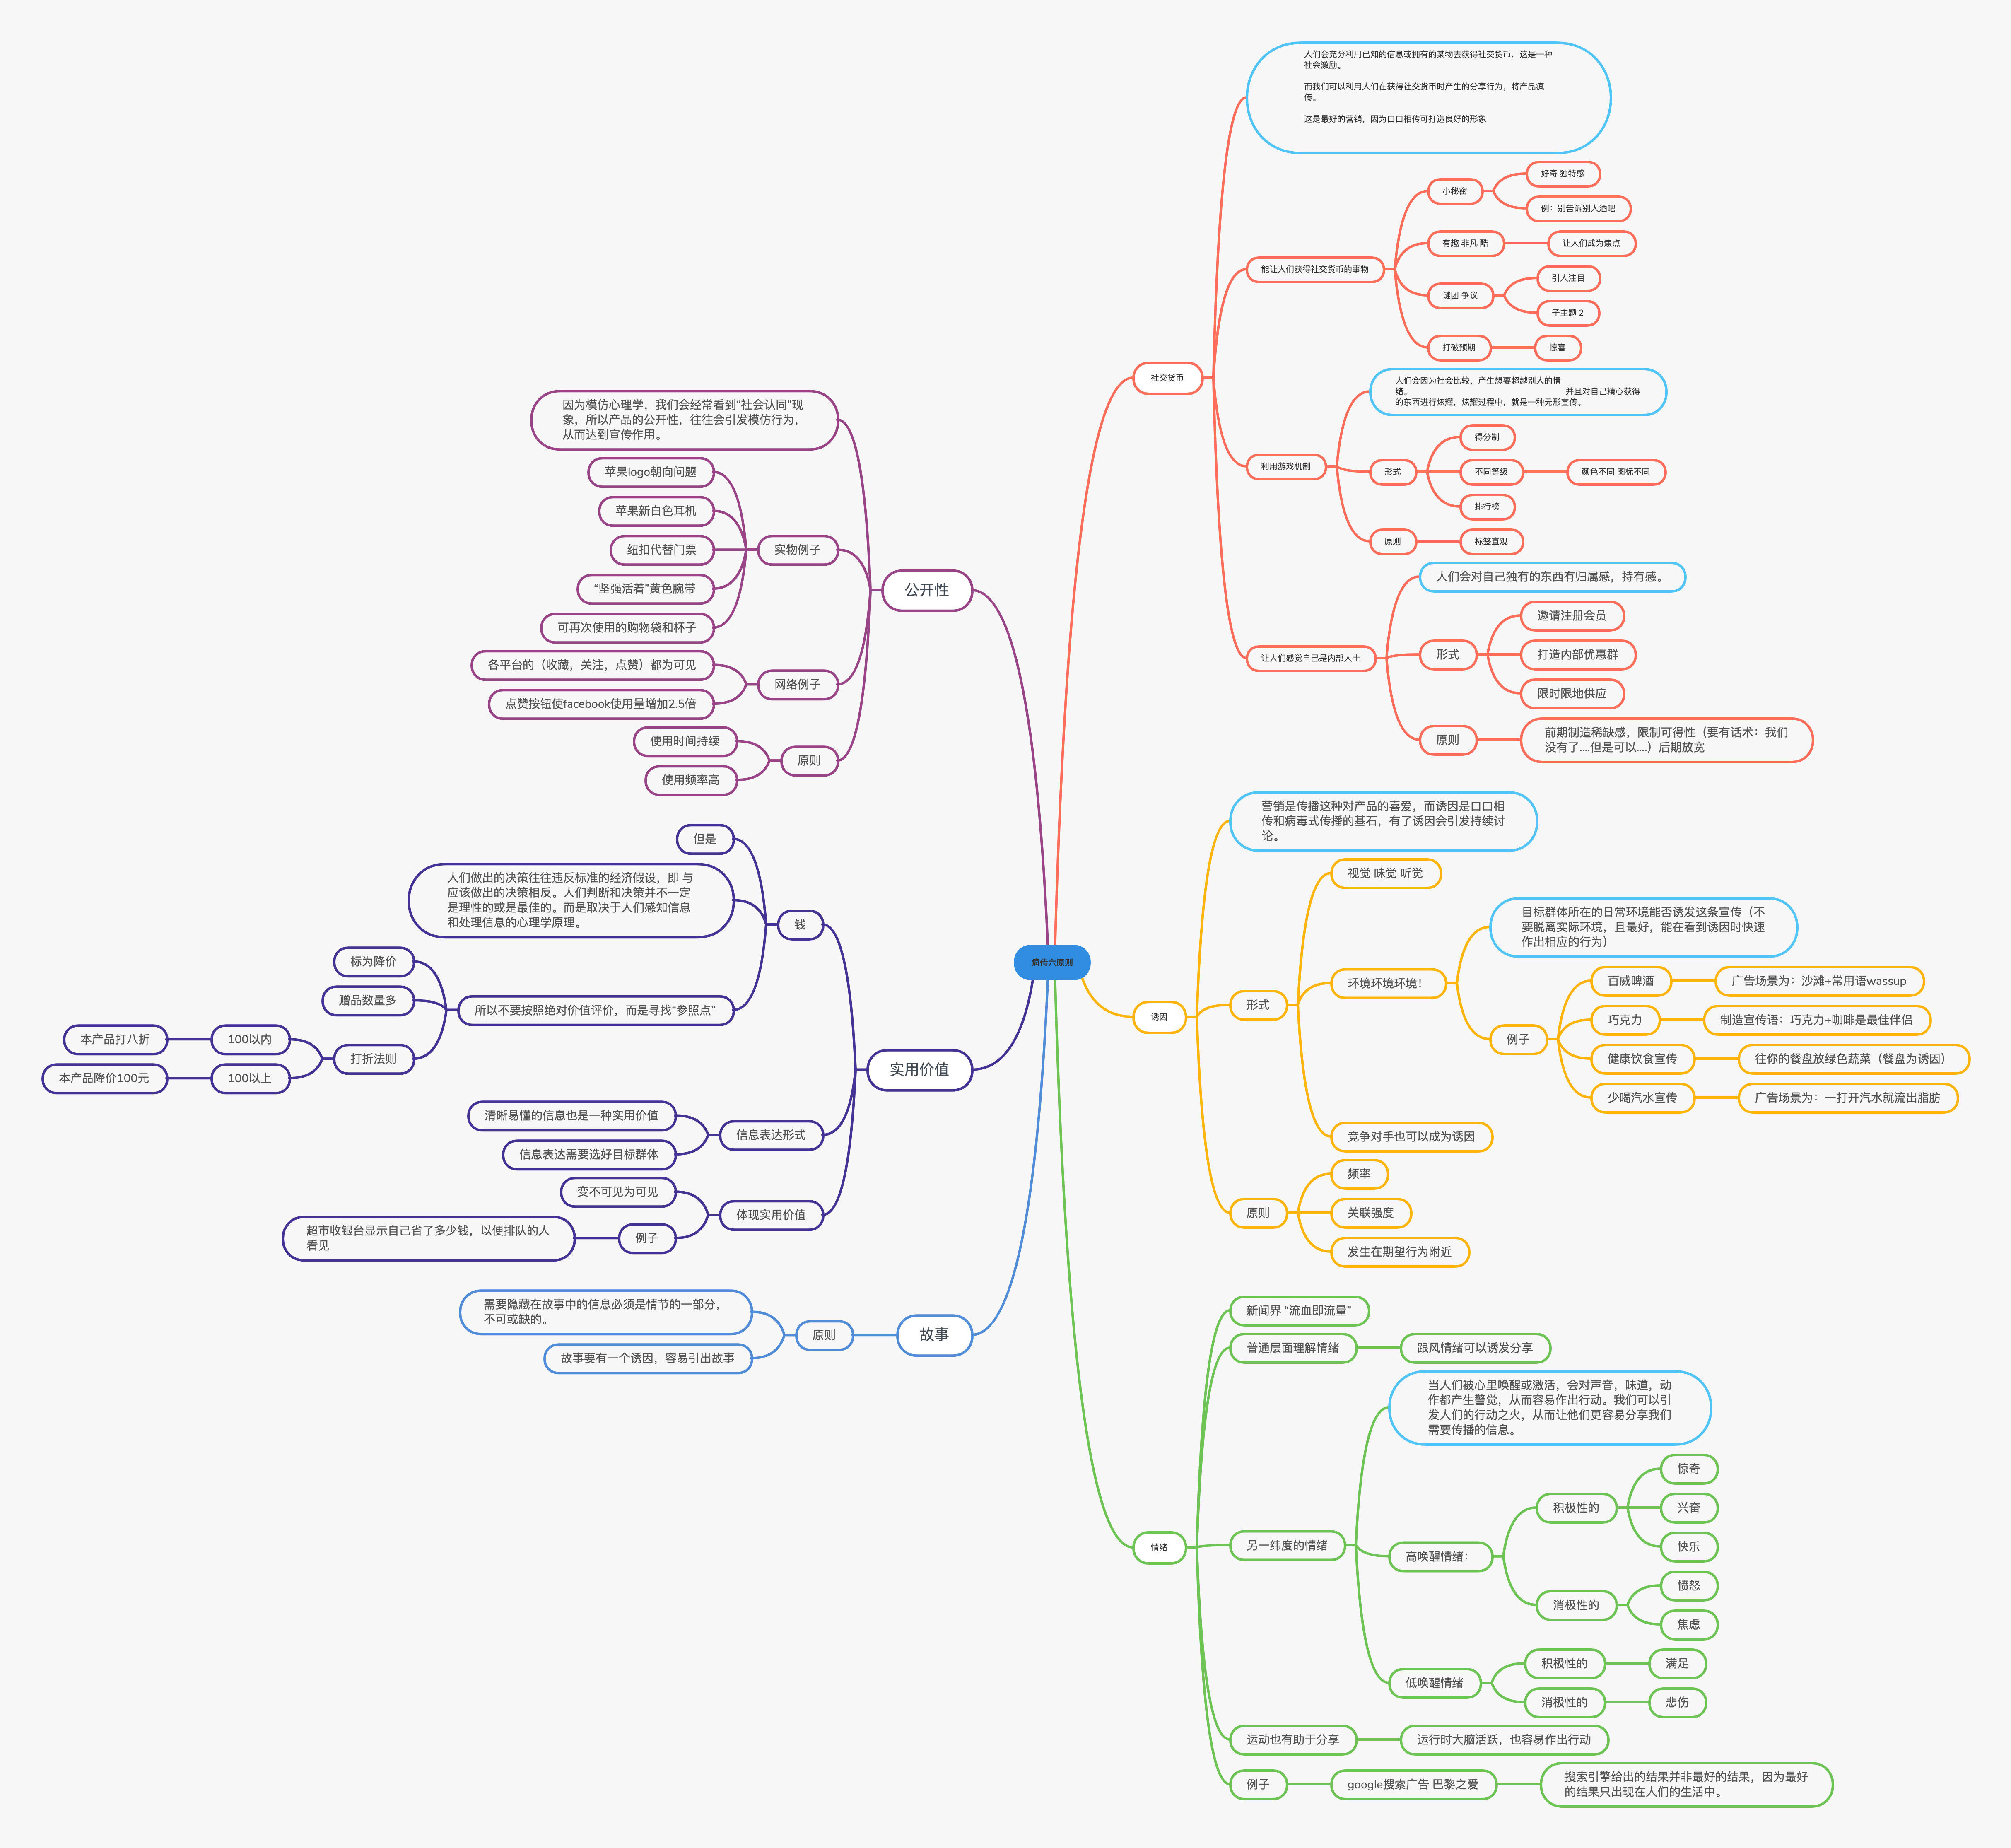 疯传六原则
社交货币
人们会充分利用已知的信息或拥有的某物去获得社交货币，这是一种
社会激励。
而我们可以利用人们在获得社交货币时产生的分享行为，将产品疯
传。
这是最好的营销，因为口口相传可打造良好的形象
能让人们获得社交货币的事物
小秘密
好奇 独特感
例：别告诉别人酒吧
有趣 非凡 酷
让人们成为焦点
谜团 争议
引人注目
子主题 2
打破预期
惊喜
利用游戏机制
人们会因为社会比较，产生想要超越别人的情
绪。 并且对自己精心获得
的东西进行炫耀，炫耀过程中，就是一种无形宣传。
形式
得分制
不同等级
颜色不同 图标不同
排行榜
原则
标签直观
让人们感觉自己是内部人士
人们会对自己独有的东西有归属感，持有感。
形式
邀请注册会员
打造内部优惠群
限时限地供应
原则
前期制造稀缺感，限制可得性（要有话术：我们
没有了....但是可以....）后期放宽
诱因
营销是传播这种对产品的喜爱，而诱因是口口相
传和病毒式传播的基石，有了诱因会引发持续讨
论。
形式
视觉 味觉 听觉
环境环境环境！
目标群体所在的日常环境能否诱发这条宣传（不
要脱离实际环境，且最好，能在看到诱因时快速
作出相应的行为）
例子
百威啤酒
广告场景为：沙滩+常用语wassup
巧克力
制造宣传语：巧克力+咖啡是最佳伴侣
健康饮食宣传
往你的餐盘放绿色蔬菜（餐盘为诱因）
少喝汽水宣传
广告场景为：一打开汽水就流出脂肪
竞争对手也可以成为诱因
原则
频率
关联强度
发生在期望行为附近
情绪
新闻界 “流血即流量”
普通层面理解情绪
跟风情绪可以诱发分享
另一纬度的情绪
当人们被心里唤醒或激活，会对声音，味道，动
作都产生警觉，从而容易作出行动。我们可以引
发人们的行动之火，从而让他们更容易分享我们
需要传播的信息。
高唤醒情绪：
积极性的
惊奇
兴奋
快乐
消极性的
愤怒
焦虑
低唤醒情绪
积极性的
满足
消极性的
悲伤
运动也有助于分享
运行时大脑活跃，也容易作出行动
例子
google搜索广告 巴黎之爱
搜索引擎给出的结果并非最好的结果，因为最好
的结果只出现在人们的生活中。
公开性
因为模仿心理学，我们会经常看到“社会认同”现
象，所以产品的公开性，往往会引发模仿行为，
从而达到宣传作用。
实物例子
苹果logo朝向问题
苹果新白色耳机
纽扣代替门票
“坚强活着”黄色腕带
可再次使用的购物袋和杯子
网络例子
各平台的（收藏，关注，点赞）都为可见
点赞按钮使facebook使用量增加2.5倍
原则
使用时间持续
使用频率高
实用价值
钱
但是
人们做出的决策往往违反标准的经济假设，即 与
应该做出的决策相反。人们判断和决策并不一定
是理性的或是最佳的。而是取决于人们感知信息
和处理信息的心理学原理。
所以不要按照绝对价值评价，而是寻找“参照点”
标为降价
赠品数量多
打折法则
100以内
本产品打八折
100以上
本产品降价100元
信息表达形式
清晰易懂的信息也是一种实用价值
信息表达需要选好目标群体
体现实用价值
变不可见为可见
例子
超市收银台显示自己省了多少钱，以便排队的人
看见
故事
原则
需要隐藏在故事中的信息必须是情节的一部分，
不可或缺的。
故事要有一个诱因，容易引出故事